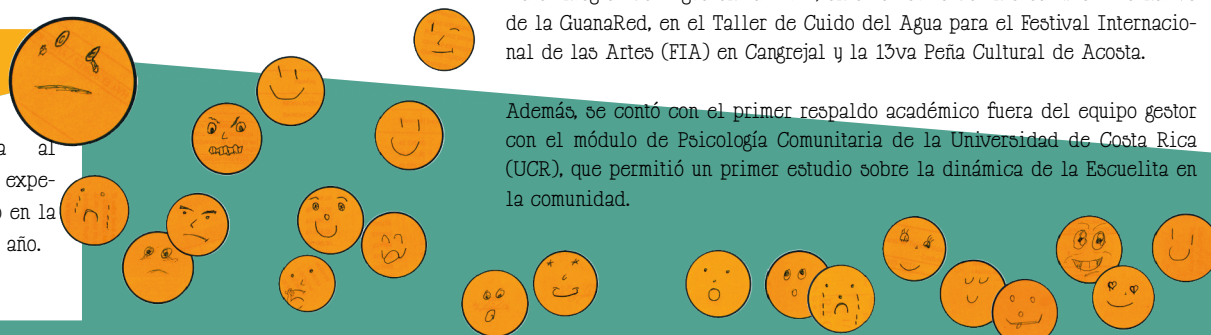 a al
expe-
o en la
año.
de la GuanaRed, en el Taller de Cuido del Agua para el Festival Internacio-
nal de las Artes (FIA) en Cangrejal y la 13va Peña Cultural de Acosta.
Además, se contó con el primer respaldo académico fuera del equipo gestor
con el módulo de Psicología Comunitaria de la Universidad de Costa Rica
(UCR), que permitió un primer estudio sobre la dinámica de la Escuelita en
la comunidad.